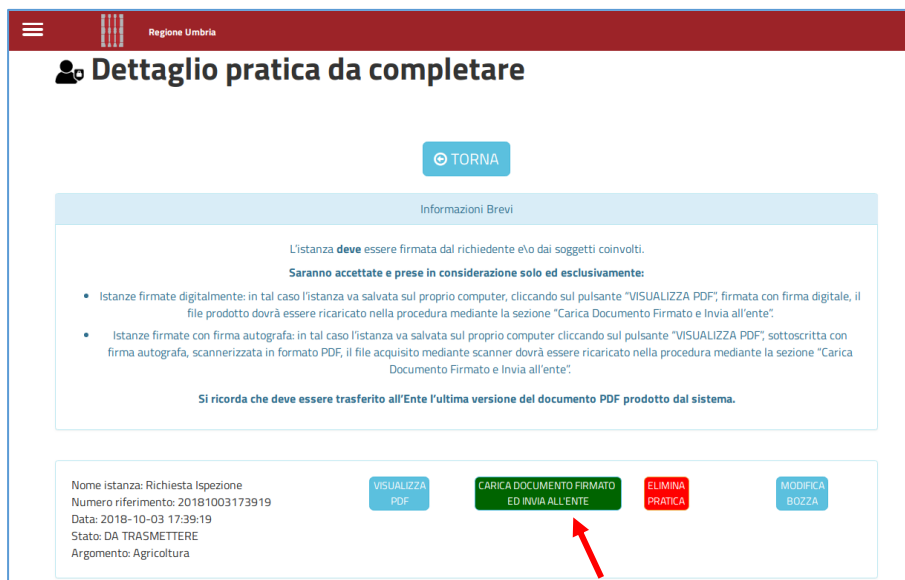 Regione Umbria
Dettaglio pratica da completare
TORNA
Informazioni Brevi
L'istanza deve essere firmata dal richiedente e\o dai soggetti coinvolti.
Saranno accettate e prese in considerazione solo ed esclusivamente:
• Istanze firmate digitalmente: in tal caso l'istanza va salvata sul proprio computer, cliccando sul pulsante "VISUALIZZA PDF", firmata con firma digitale, il
file prodotto dovrà essere ricaricato nella procedura mediante la sezione "Carica Documento Firmato e Invia all'ente".
• Istanze firmate con firma autografa: in tal caso l'istanza va salvata sul proprio computer cliccando sul pulsante "VISUALIZZA PDF", sottoscritta con
firma autografa, scannerizzata in formato PDF, il file acquisito mediante scanner dovrà essere ricaricato nella procedura mediante la sezione "Carica
Documento Firmato e Invia all'ente".
Si ricorda che deve essere trasferito all'Ente l'ultima versione del documento PDF prodotto dal sistema.
Nome istanza: Richiesta Ispezione
Numero riferimento: 20181003173919
Data: 2018-10-03 17:39:19
Stato: DA TRASMETTERE
Argomento: Agricoltura
VISUALIZZA
PDF
CARICA DOCUMENTO FIRMATO
ED INVIA ALL'ENTE
ELIMINA
PRATICA
MODIFICA
BOZZA